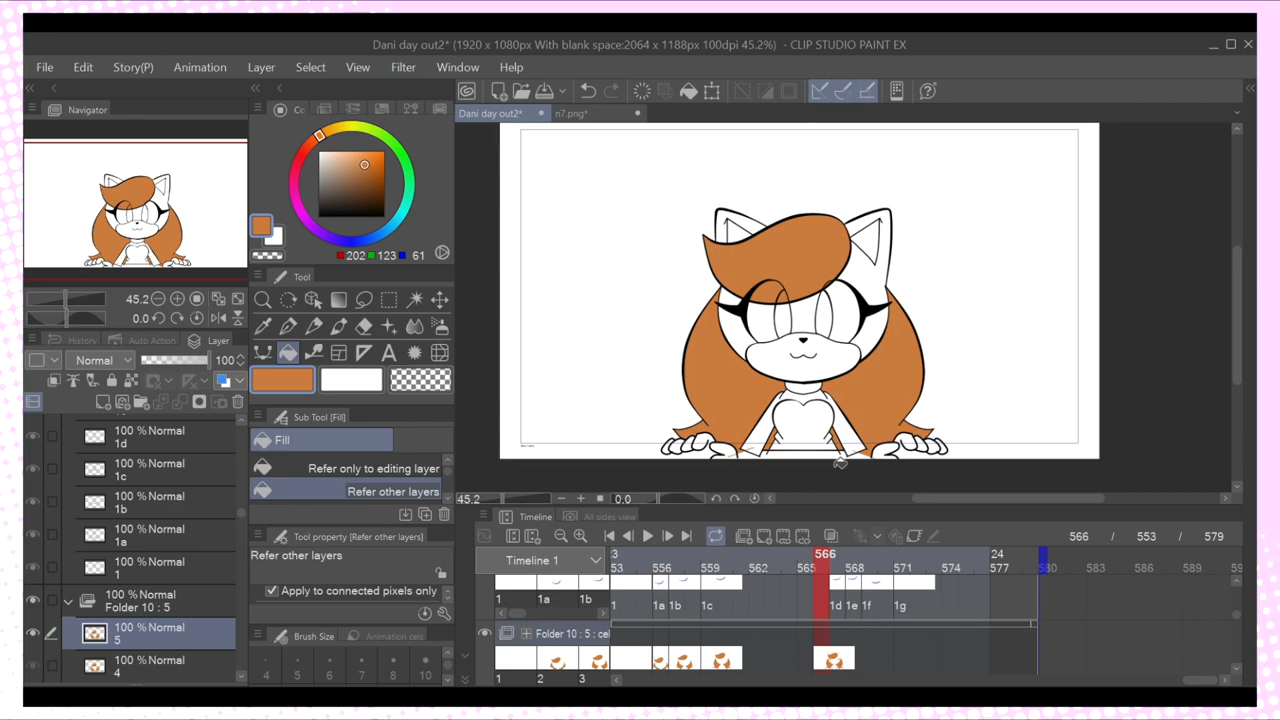 Dani day out2* (1920 x 1080px With blank space:2064 x 1188px 100dpi 45.2%) - CLIP STUDIO PAINT EX
File Edit Story(P) Animation Layer Select View Filter Window Help
Navigator
Co
Dani day out2* n7.png*
202 123 61
Tool
45.2
0.0
History Auto Action Layer
Normal 100
Sub Tool [Fill]
Fill
Refer only to editing layer
Refer other layers
Tool property [Refer other layers]
Refer other layers
Apply to connected pixels only
Brush Size Animation cels
4 5 6 7 8 10
100 %Normal
1d
100 %Normal
1c
100 %Normal
1b
100 %Normal
1a
100 %Normal
1
100 %Normal
Folder 10 : 5
100 %Normal
5
100 %Normal
4
45.2 0.0
Timeline All sides view
566 / 553 / 579
Timeline 1
3 566 24
53 556 559 562 565 568 571 574 577 580 583 586 589
1 1a 1b 1 1a 1b 1c 1d 1e 1f 1g
Folder 10 : 5 : cel
1 2 3